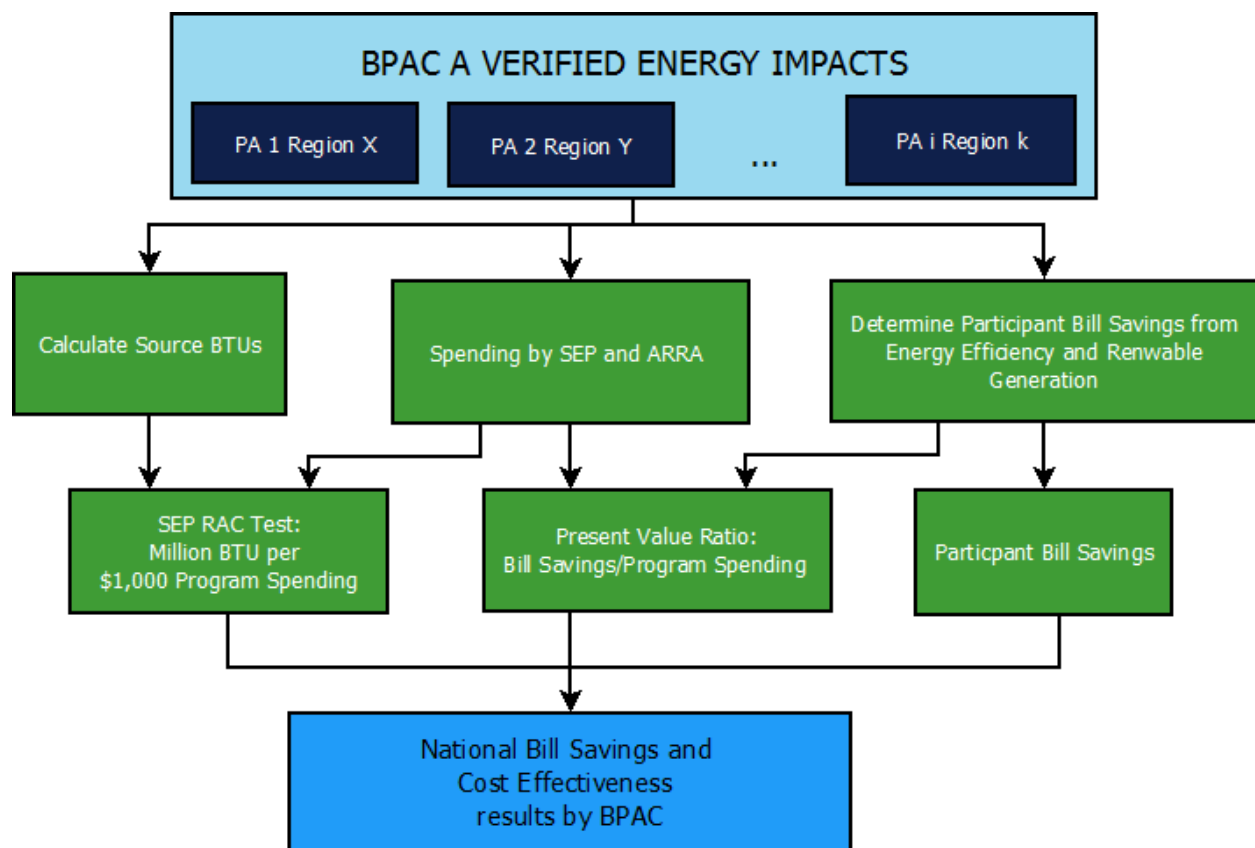 BPAC A VERIFIED ENERGY IMPACTS
PA 1 Region X
PA 2 Region Y
...
PA i Region k
Calculate Source BTUs
Spending by SEP and ARRA
Determine Participant Bill Savings from
Energy Efficiency and Renwable
Generation
SEP RAC Test:
Million BTU per
$1,000 Program Spending
Present Value Ratio:
Bill Savings/Program Spending
Particpant Bill Savings
National Bill Savings and
Cost Effectiveness
results by BPAC